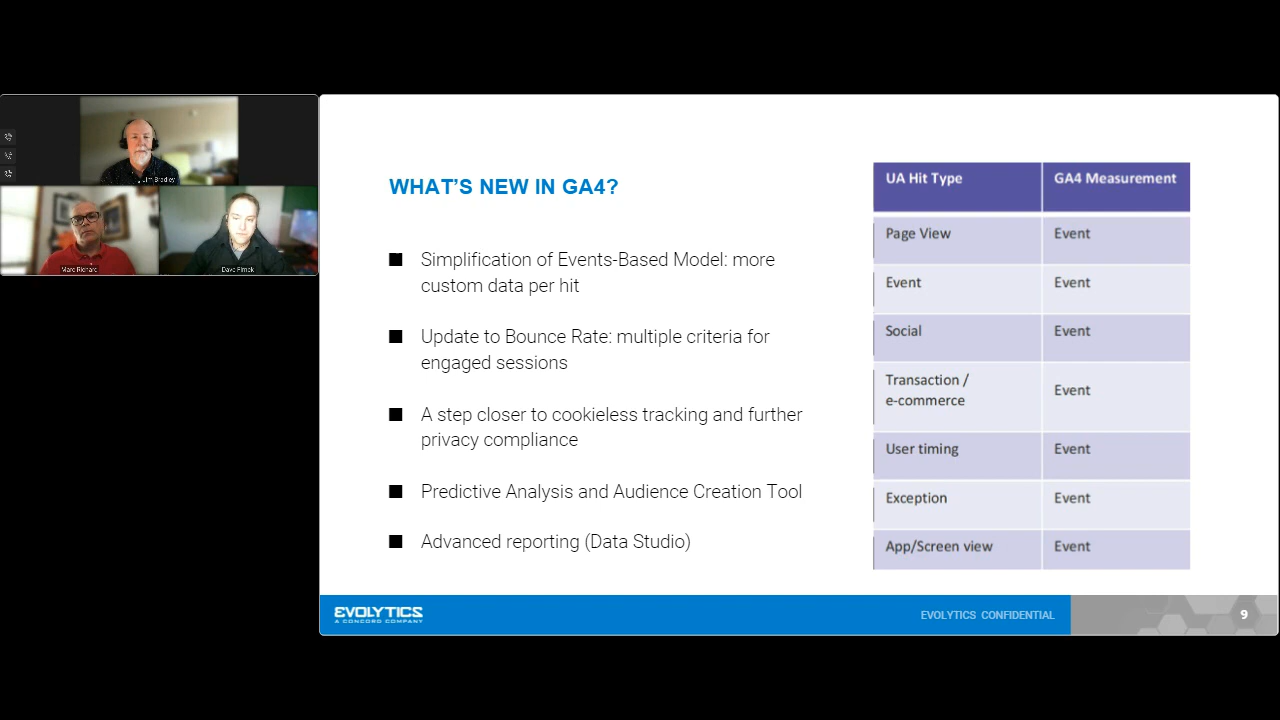 Jim Bradley
Marc Richard
WHAT’S NEW IN GA4?
Simplification of Events-Based Model: more
custom data per hit
Update to Bounce Rate: multiple criteria for
engaged sessions
A step closer to cookieless tracking and further
privacy compliance
Predictive Analysis and Audience Creation Tool
Advanced reporting (Data Studio)
UA Hit Type GA4 Measurement
Page View Event
Event Event
Social Event
Transaction /
e-commerce Event
User timing Event
Exception Event
App/Screen view Event
EVOLYTICS
A CONCORD COMPANY
EVOLYTICS CONFIDENTIAL
9